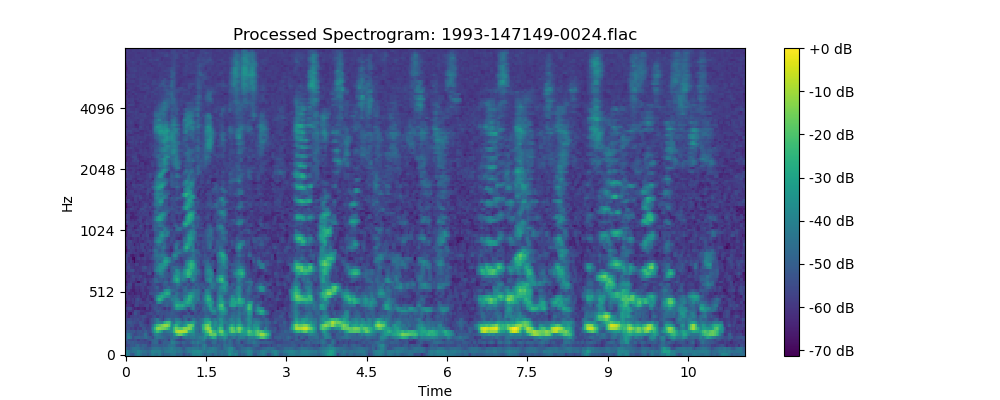 Processed Spectrogram: 1993-147149-0024.flac
Hz
4096
2048
1024
512
0
0 1.5 3 4.5 6 7.5 9 10
Time
+0 dB
-10 dB
-20 dB
-30 dB
-40 dB
-50 dB
-60 dB
-70 dB